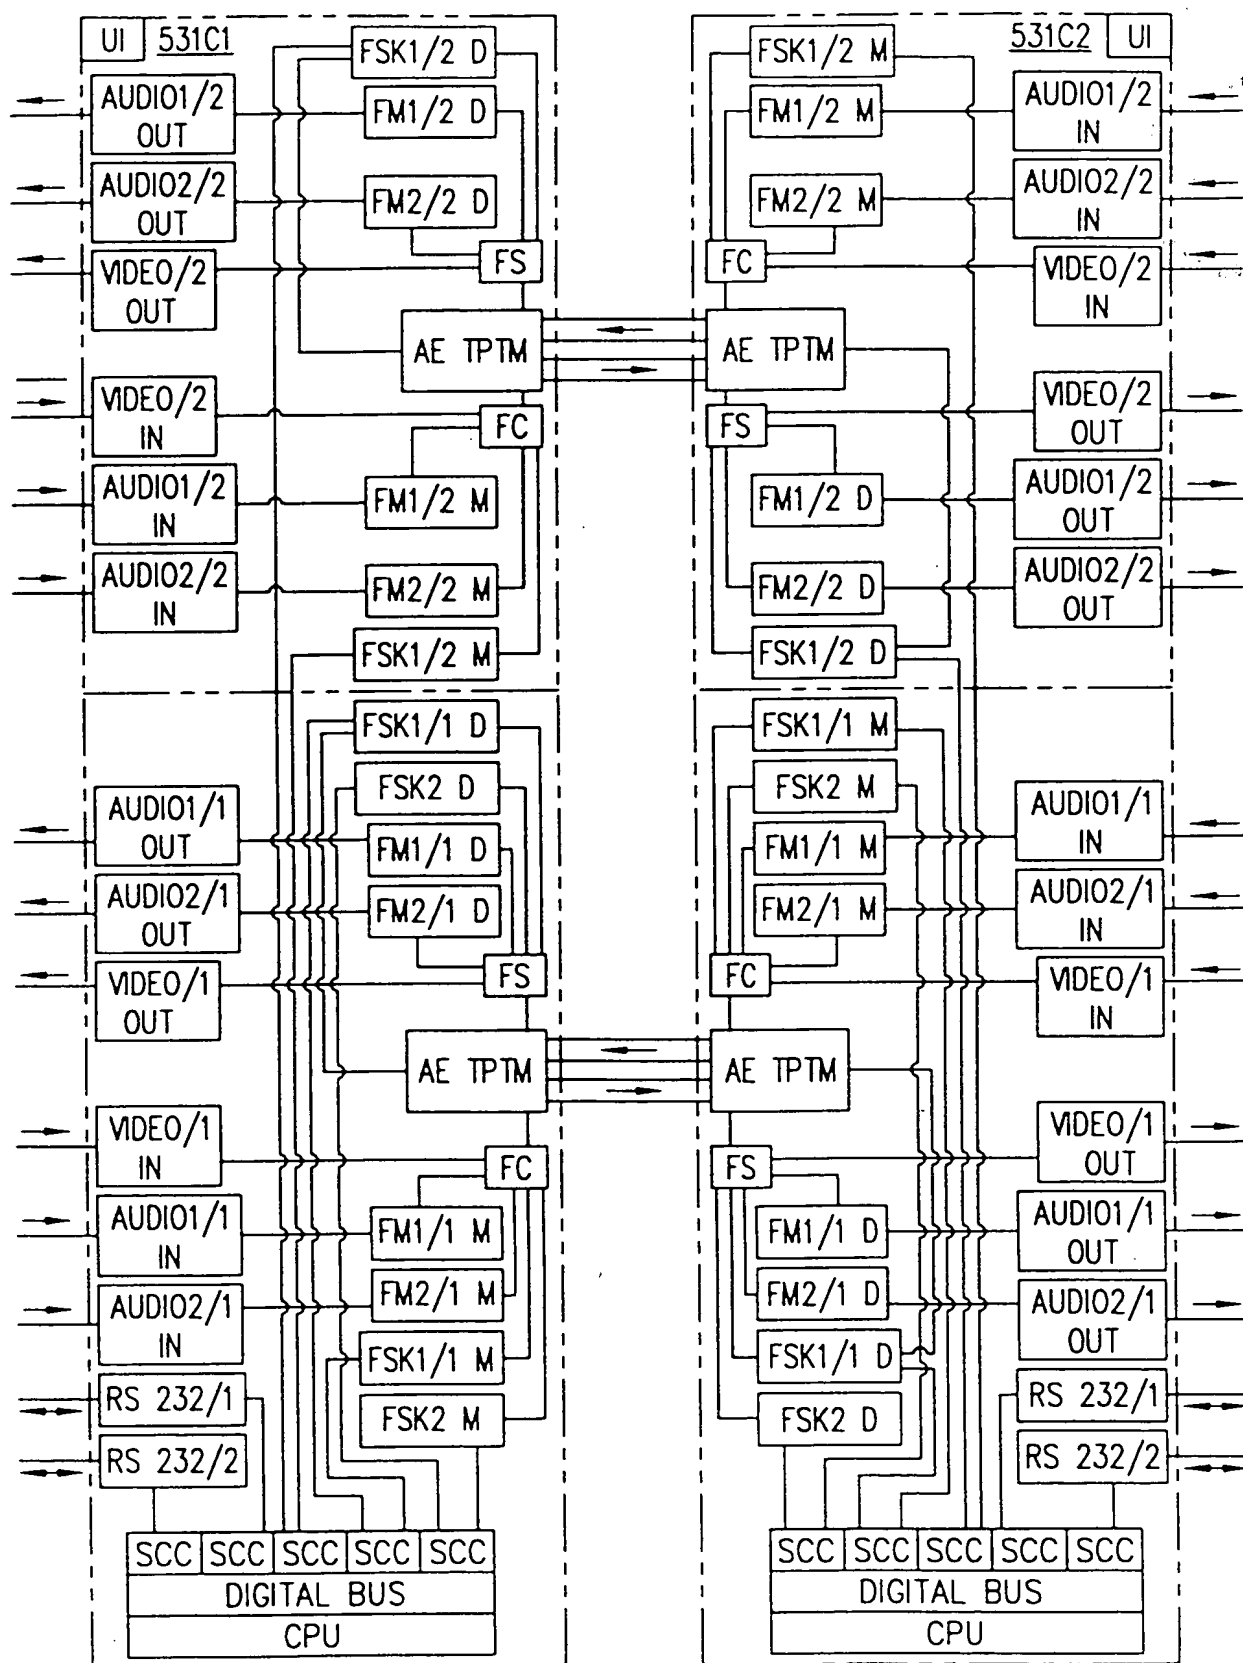 UI 531C1
FSK1/2 D
AUDIO1/2
OUT
FM1/2 D
AUDIO2/2
OUT
FM2/2 D
VIDEO/2
OUT
FS
AE TPTM
VIDEO/2
IN
FC
AUDIO1/2
IN
FM1/2 M
AUDIO2/2
IN
FM2/2 M
FSK1/2 M
FSK1/1 D
FSK2 D
AUDIO1/1
OUT
FM1/1 D
AUDIO2/1
OUT
FM2/1 D
VIDEO/1
OUT
FS
AE TPTM
VIDEO/1
IN
FC
AUDIO1/1
IN
FM1/1 M
AUDIO2/1
IN
FM2/1 M
FSK1/1 M
RS 232/1
FSK2 M
RS 232/2
SCC SCC SCC SCC SCC
DIGITAL BUS
CPU
531C2 UI
FSK1/2 M
FM1/2 M
AUDIO1/2
IN
FM2/2 M
AUDIO2/2
IN
FC
VIDEO/2
IN
AE TPTM
FS
VIDEO/2
OUT
FM1/2 D
AUDIO1/2
OUT
FM2/2 D
AUDIO2/2
OUT
FSK1/2 D
FSK1/1 M
FSK2 M
AUDIO1/1
IN
FM1/1 M
FM2/1 M
AUDIO2/1
IN
FC
VIDEO/1
IN
AE TPTM
FS
VIDEO/1
OUT
FM1/1 D
AUDIO1/1
OUT
FM2/1 D
AUDIO2/1
OUT
FSK1/1 D
RS 232/1
FSK2 D
RS 232/2
SCC SCC SCC SCC SCC
DIGITAL BUS
CPU